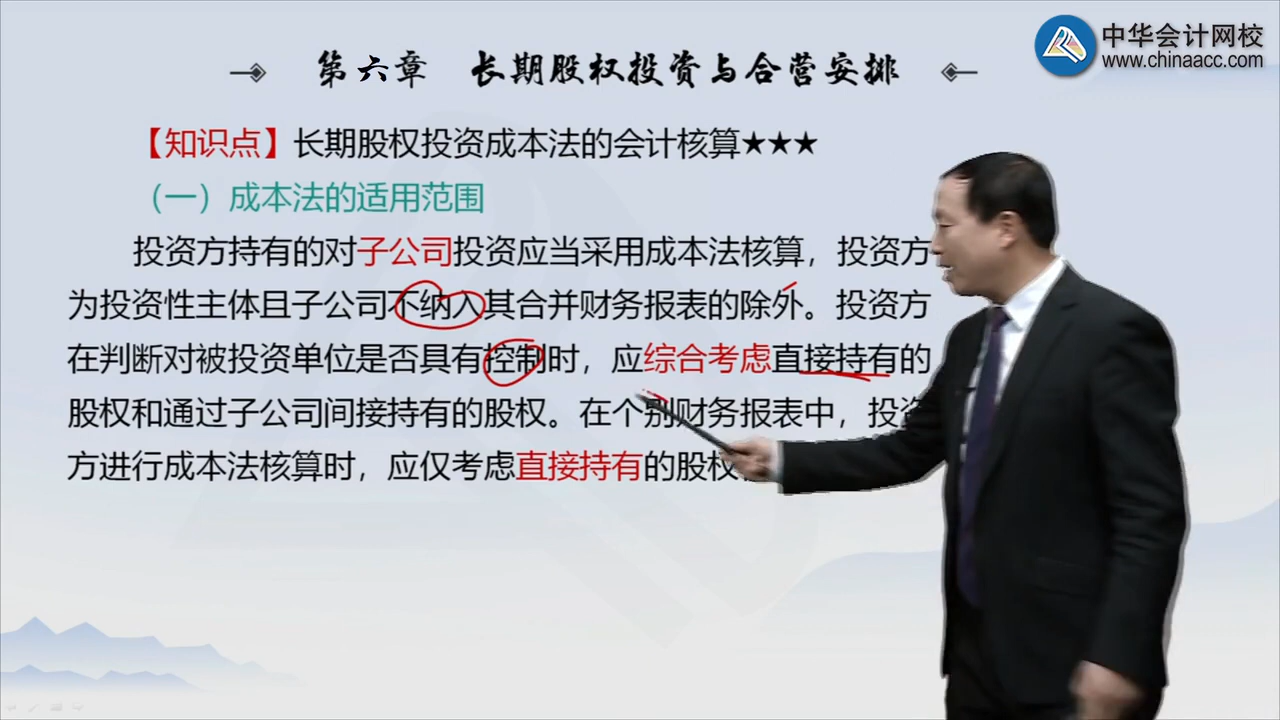 中华会计网校
www.chinaacc.com
第六章 长期股权投资与合营安排
【知识点】长期股权投资成本法的会计核算★★★
（一）成本法的适用范围
投资方持有的对子公司投资应当采用成本法核算，投资方
为投资性主体且子公司不纳入其合并财务报表的除外。投资方
在判断对被投资单位是否具有控制时，应综合考虑直接持有的
股权和通过子公司间接持有的股权。在个别财务报表中，投资
方进行成本法核算时，应仅考虑直接持有的股权